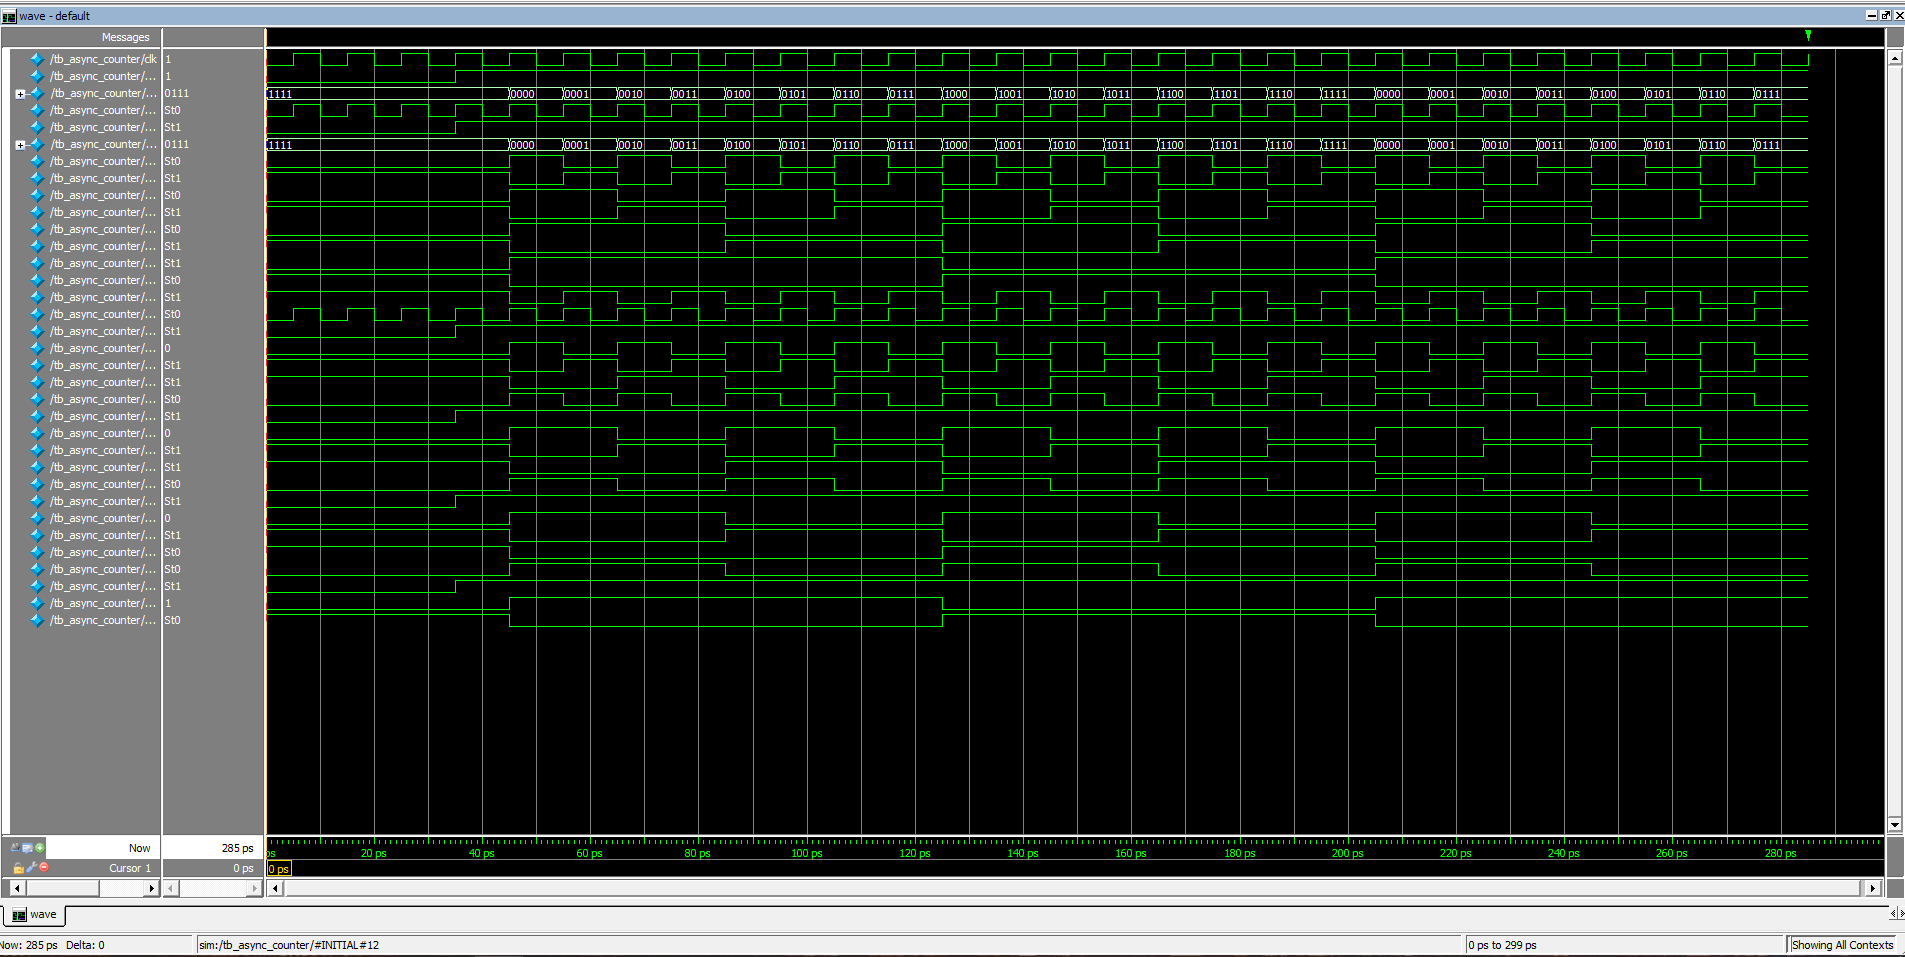 wave - default
Messages
/tb_async_counter/clk 1
/tb_async_counter/... 1
/tb_async_counter/... 0111 1111 0000 0001 0010 0011 0100 0101 0110 0111 1000 1001 1010 1011 1100 1101 1110 1111 0000 0001 0010 0011 0100 0101 0110 0111
/tb_async_counter/... St0
/tb_async_counter/... St1
/tb_async_counter/... 0111 1111 0000 0001 0010 0011 0100 0101 0110 0111 1000 1001 1010 1011 1100 1101 1110 1111 0000 0001 0010 0011 0100 0101 0110 0111
/tb_async_counter/... St0
/tb_async_counter/... St1
/tb_async_counter/... St0
/tb_async_counter/... St1
/tb_async_counter/... St0
/tb_async_counter/... St1
/tb_async_counter/... St1
/tb_async_counter/... St0
/tb_async_counter/... St1
/tb_async_counter/... St0
/tb_async_counter/... St1
/tb_async_counter/... 0
/tb_async_counter/... St1
/tb_async_counter/... St1
/tb_async_counter/... St0
/tb_async_counter/... St1
/tb_async_counter/... 0
/tb_async_counter/... St1
/tb_async_counter/... St1
/tb_async_counter/... St0
/tb_async_counter/... St1
/tb_async_counter/... 0
/tb_async_counter/... St1
/tb_async_counter/... St0
/tb_async_counter/... St0
/tb_async_counter/... St1
/tb_async_counter/... 1
/tb_async_counter/... St0
Now 285 ps
ps 20 ps 40 ps 60 ps 80 ps 100 ps 120 ps 140 ps 160 ps 180 ps 200 ps 220 ps 240 ps 260 ps 280 ps
Cursor 1 0 ps 0 ps
wave
Now: 285 ps Delta: 0 sim:/tb_async_counter/#INITIAL#12 0 ps to 299 ps Showing All Contexts